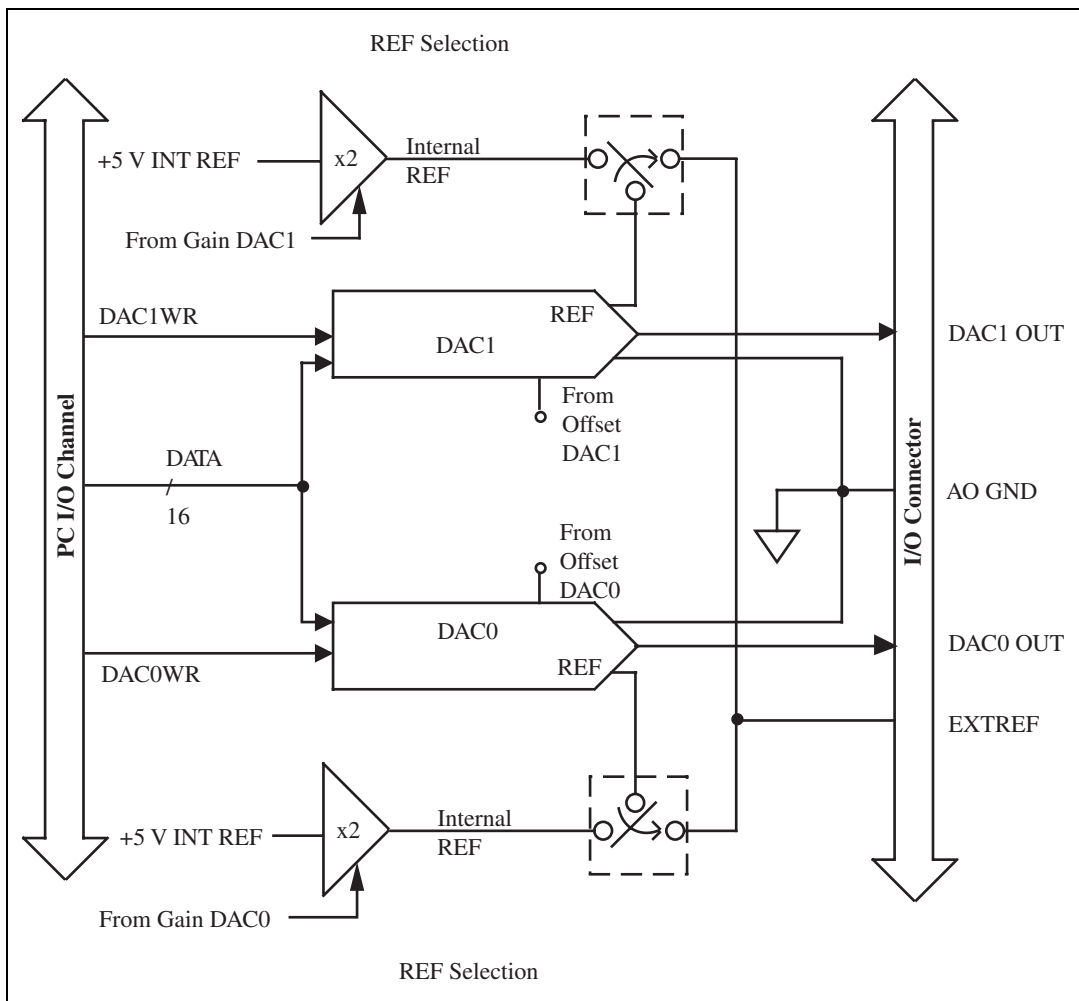 REF Selection
+5 V INT REF
x2
Internal
REF
From Gain DAC1
DAC1WR
REF
DAC1
DAC1 OUT
From
Offset
DAC1
DATA
16
PC I/O Channel
I/O Connector
AO GND
From
Offset
DAC0
DAC0
DAC0WR
REF
DAC0 OUT
EXTREF
+5 V INT REF
x2
Internal
REF
From Gain DAC0
REF Selection